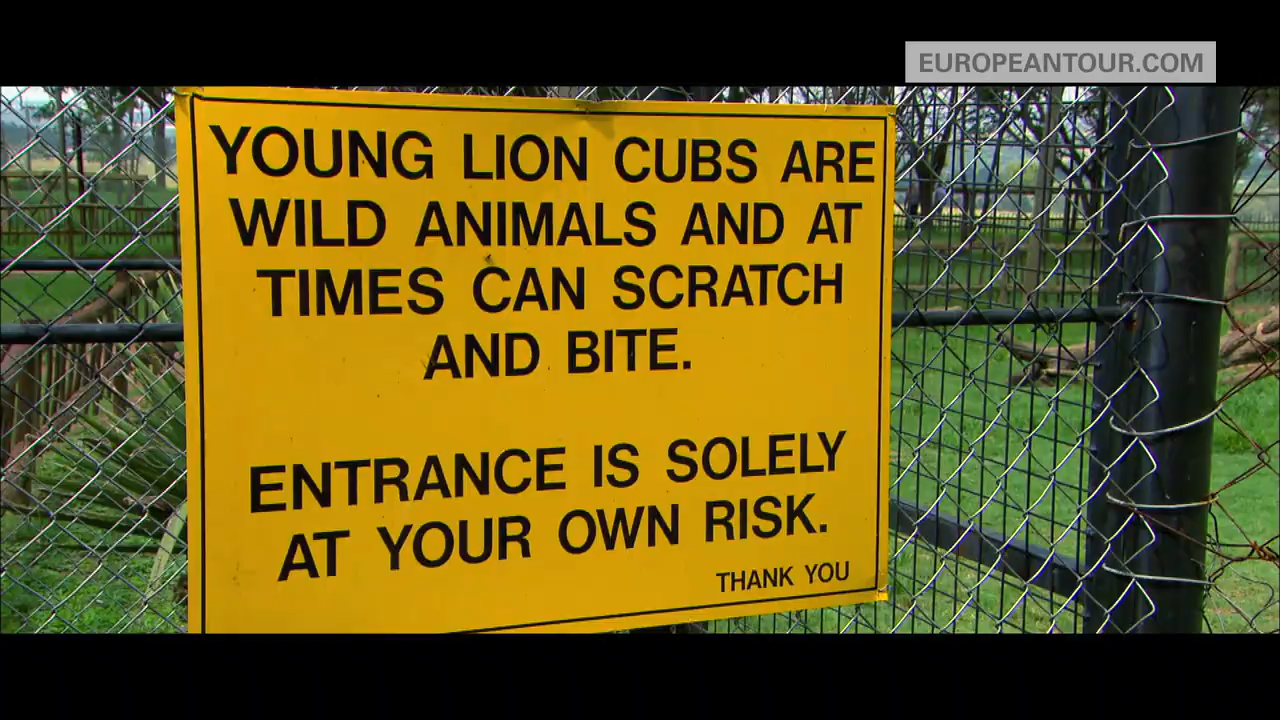 EUROPEANTOUR.COM
YOUNG LION CUBS ARE
WILD ANIMALS AND AT
TIMES CAN SCRATCH
AND BITE.
ENTRANCE IS SOLELY
AT YOUR OWN RISK.
THANK YOU